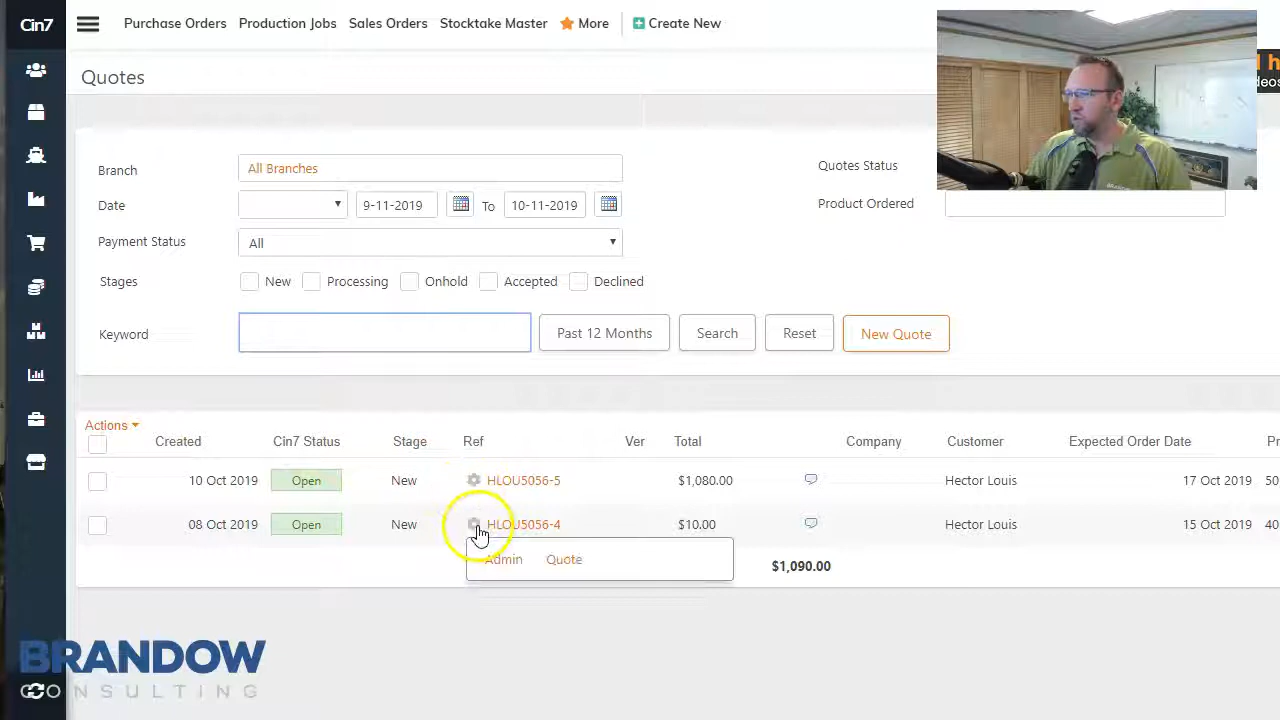 Cin7 Purchase Orders Production Jobs Sales Orders Stocktake Master More Create New
Quotes
Branch All Branches Quotes Status
Date 9-11-2019 To 10-11-2019 Product Ordered
Payment Status All
Stages New Processing Onhold Accepted Declined
Keyword Past 12 Months Search Reset New Quote
Actions
Created Cin7 Status Stage Ref Ver Total Company Customer Expected Order Date
10 Oct 2019 Open New HLOU5056-5 $1,080.00 Hector Louis 17 Oct 2019 50
08 Oct 2019 Open New HLOU5056-4 $10.00 Hector Louis 15 Oct 2019 40
Admin Quote $1,090.00
BRANDOW
CONSULTING